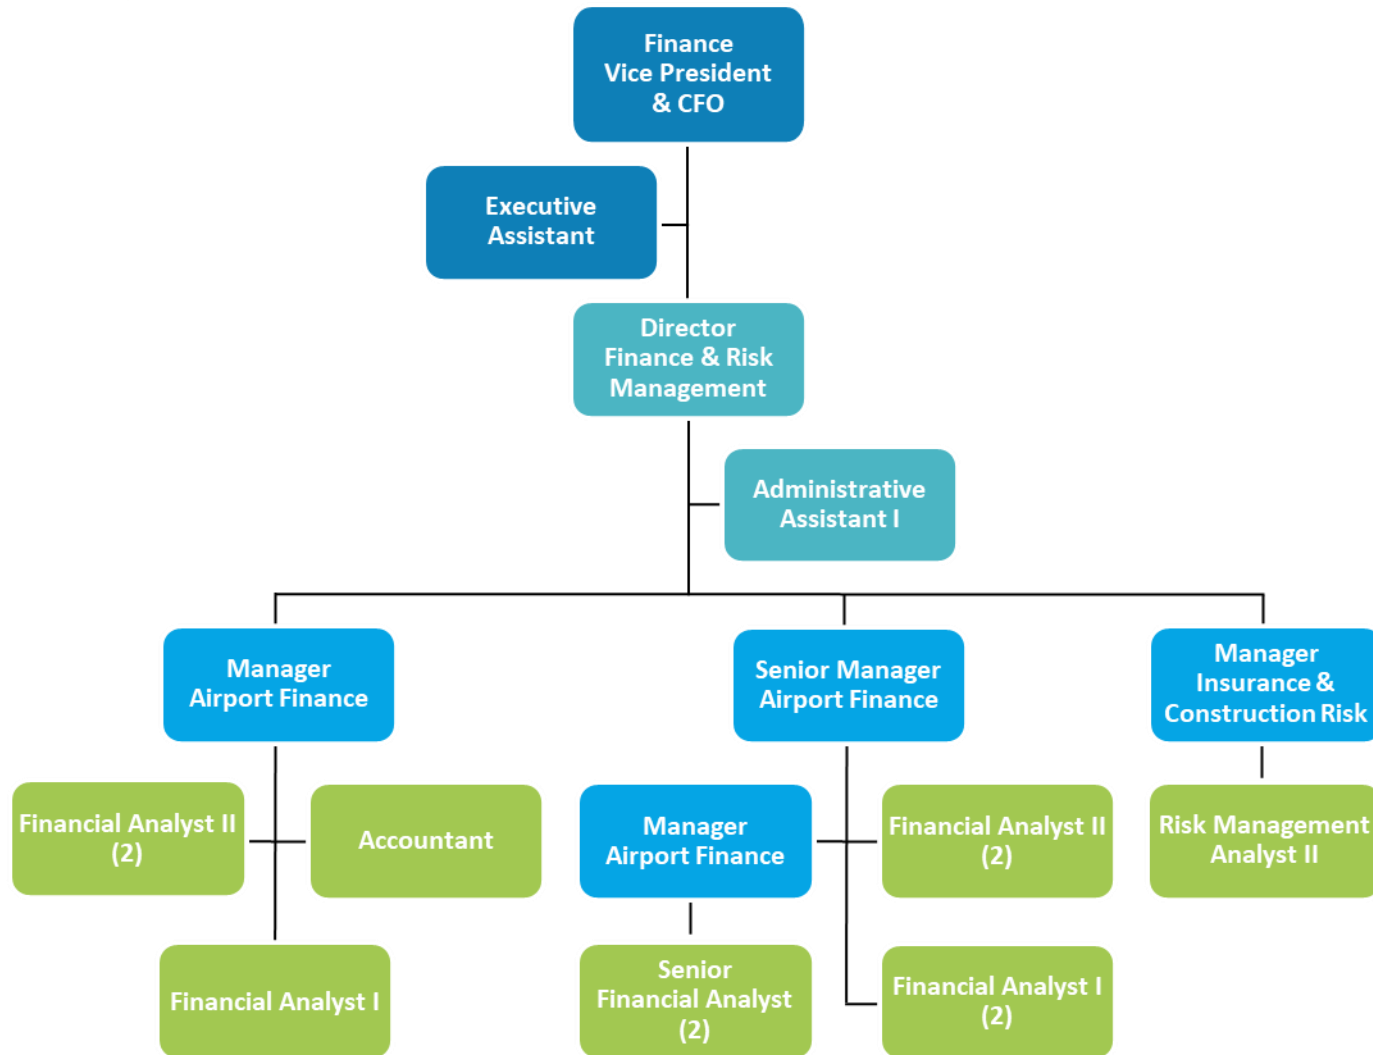 Finance
Vice President
& CFO
Executive
Assistant
Director
Finance & Risk
Management
Administrative
Assistant I
Manager
Airport Finance
Senior Manager
Airport Finance
Manager
Insurance &
Construction Risk
Financial Analyst II
(2)
Accountant
Manager
Airport Finance
Financial Analyst II
(2)
Risk Management
Analyst II
Financial Analyst I
Senior
Financial Analyst
(2)
Financial Analyst I
(2)